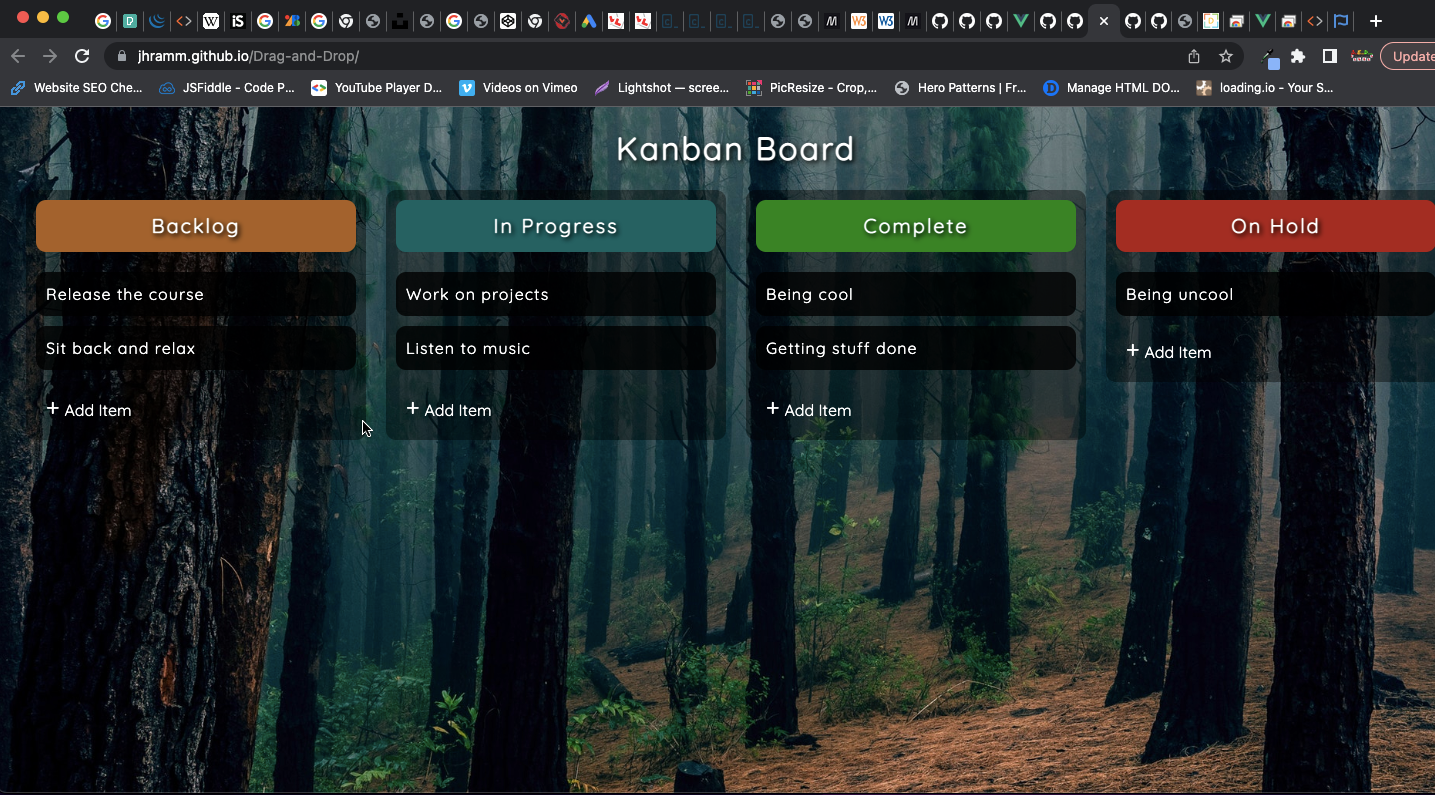 jhramm.github.io/Drag-and-Drop/
Update
Website SEO Che...
JSFiddle - Code P...
YouTube Player D...
Videos on Vimeo
Lightshot — scree...
PicResize - Crop,...
Hero Patterns | Fr...
Manage HTML DO...
loading.io - Your S...
Kanban Board
Backlog
Release the course
Sit back and relax
+ Add Item
In Progress
Work on projects
Listen to music
+ Add Item
Complete
Being cool
Getting stuff done
+ Add Item
On Hold
Being uncool
+ Add Item